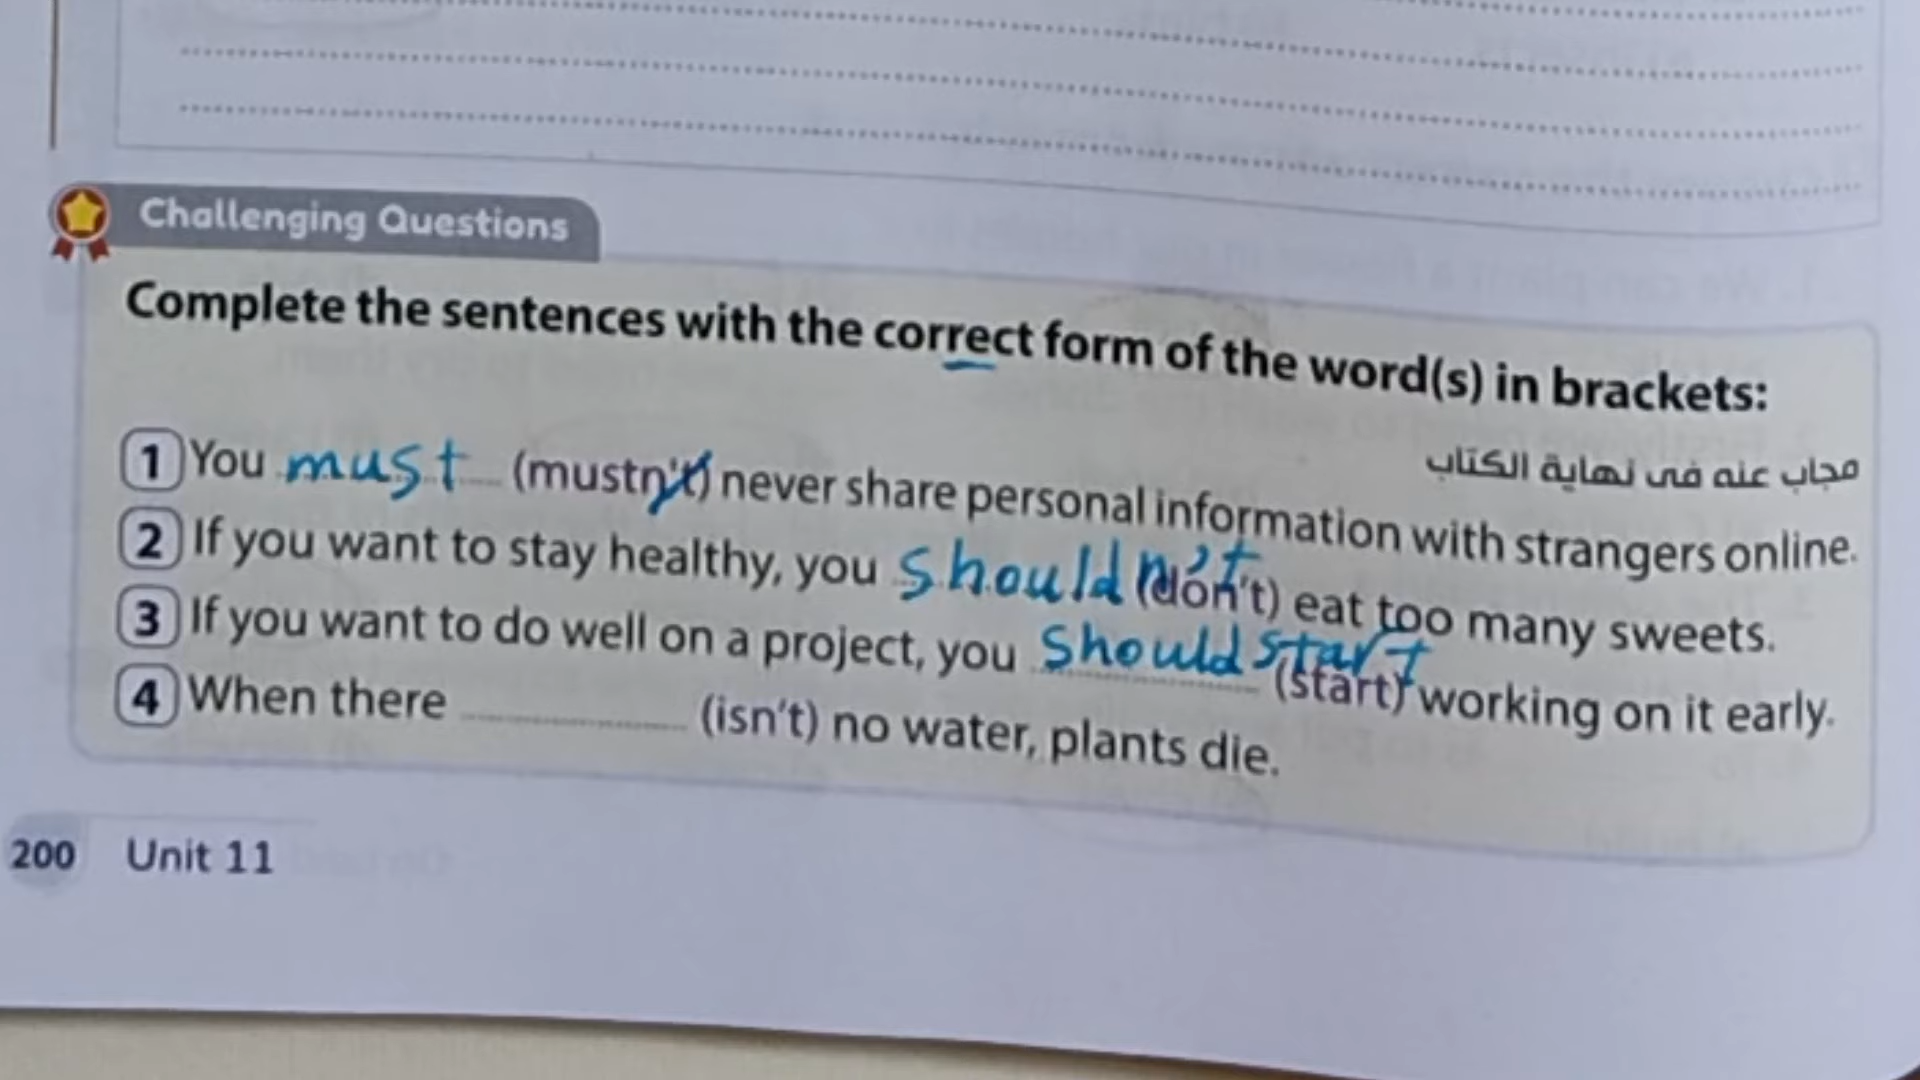 Challenging Questions
Complete the sentences with the correct form of the word(s) in brackets:
مجاب عنه فى نهاية الكتاب
1 You must (mustn't) never share personal information with strangers online.
2 If you want to stay healthy, you shouldn't (don't) eat too many sweets.
3 If you want to do well on a project, you should start (start) working on it early.
4 When there ............ (isn't) no water, plants die.
200 Unit 11